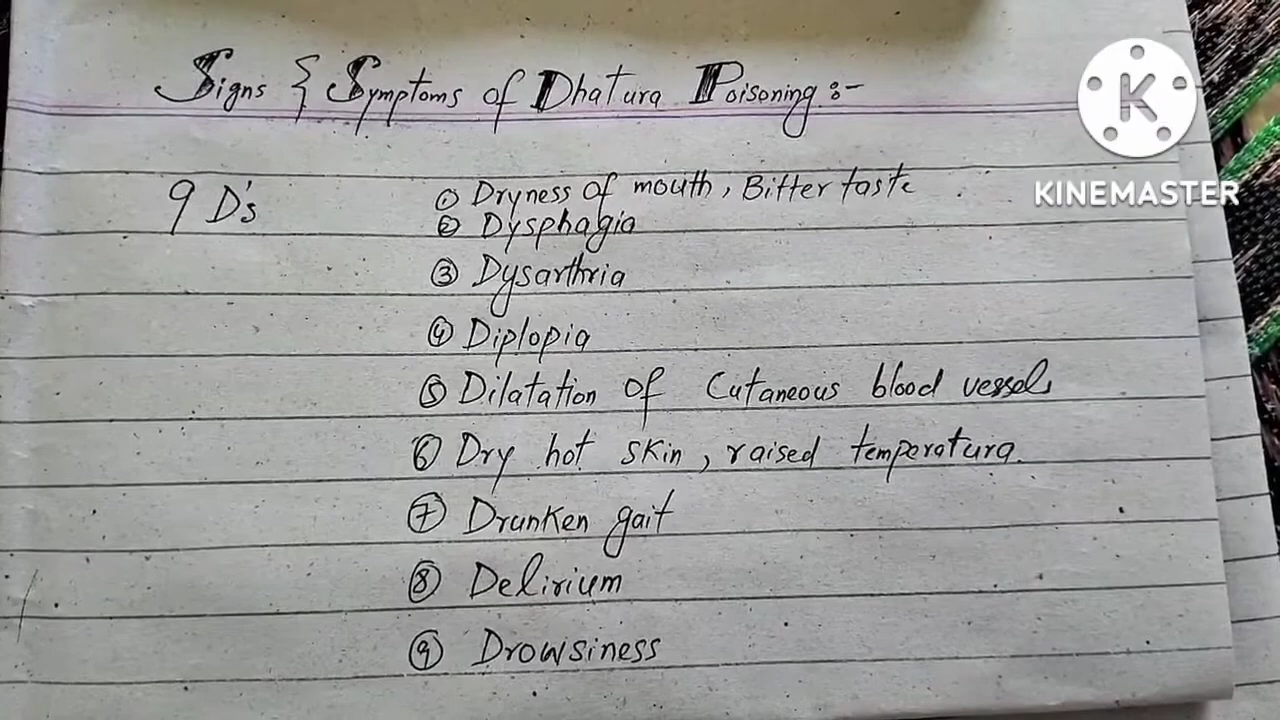 Signs & Symptoms of Dhatura Poisoning :-
9 D's
① Dryness of mouth, Bitter taste
② Dysphagia
③ Dysarthria
④ Diplopia
⑤ Dilatation of Cutaneous blood vessels
⑥ Dry hot skin, raised temperatura.
⑦ Drunken gait
⑧ Delirium
⑨ Drowsiness
K
KINEMASTER